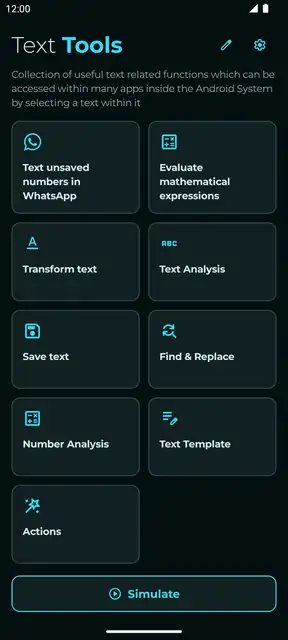 12:00
Text Tools
Collection of useful text related functions which can be
accessed within many apps inside the Android System
by selecting a text within it
Text unsaved
numbers in
WhatsApp
Evaluate
mathematical
expressions
Transform text
ABC
Text Analysis
Save text
Find & Replace
Number Analysis
Text Template
Actions
Simulate